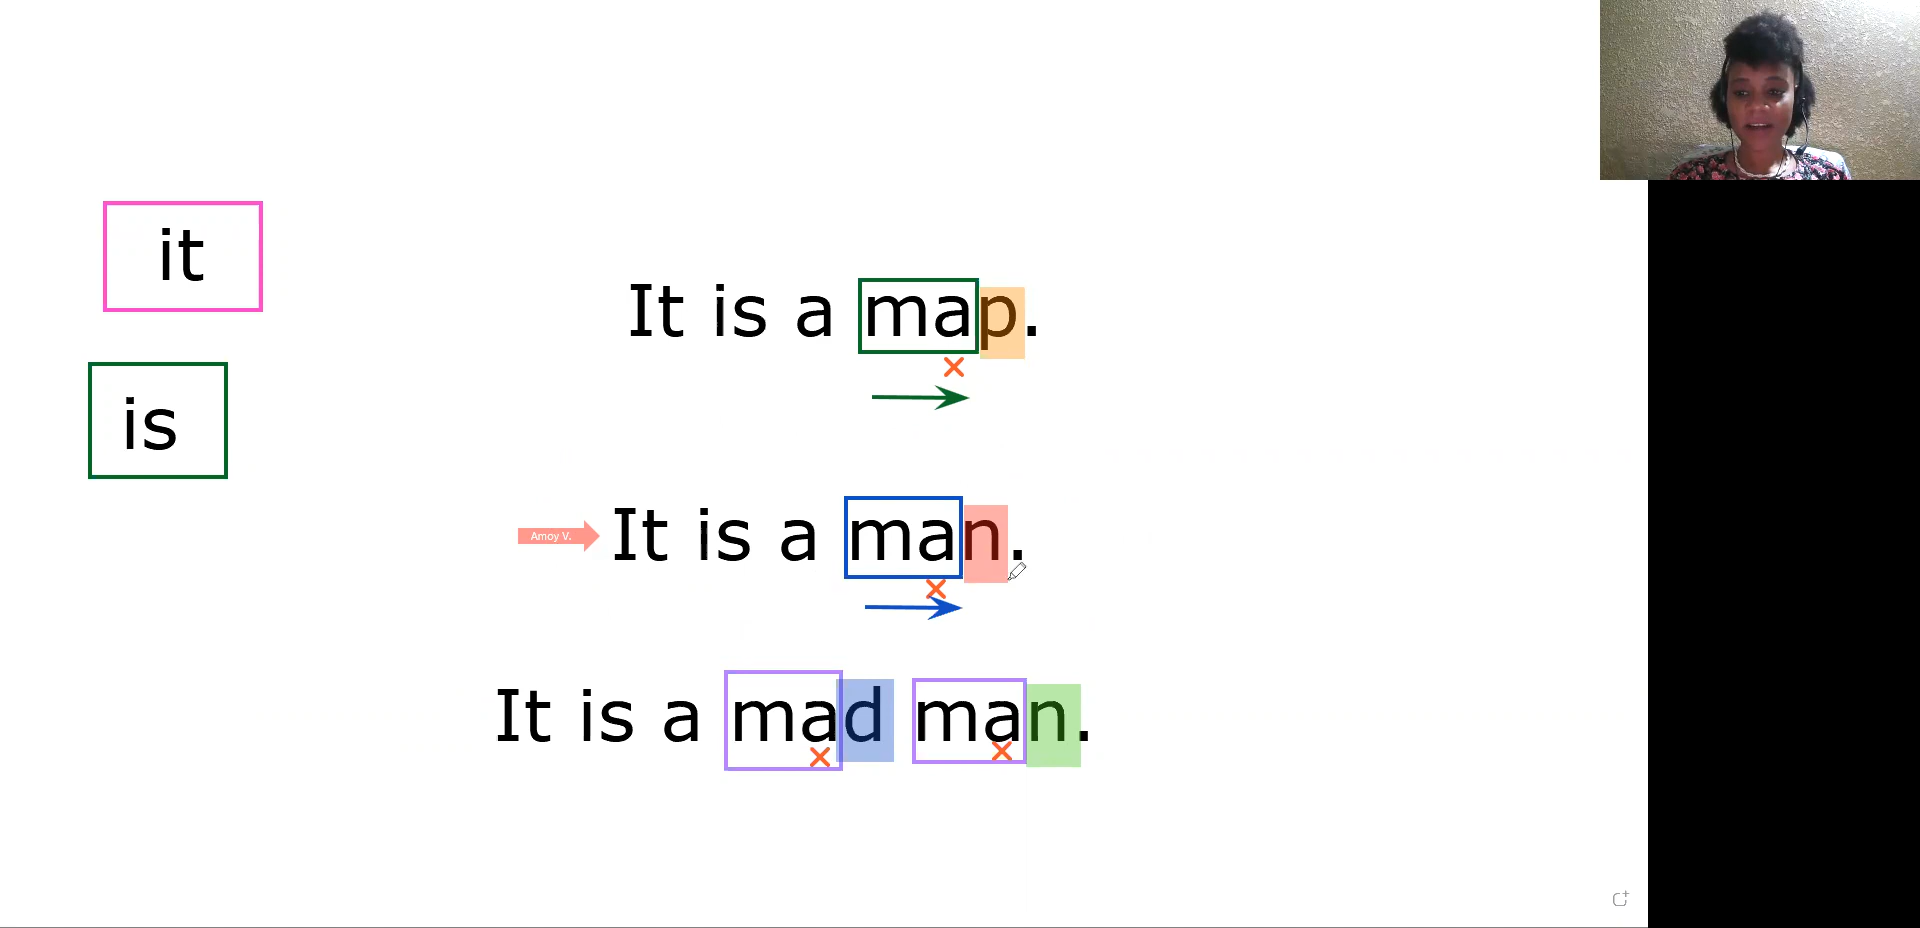 it
is
It is a map.
Amoy V.
It is a man.
It is a mad man.